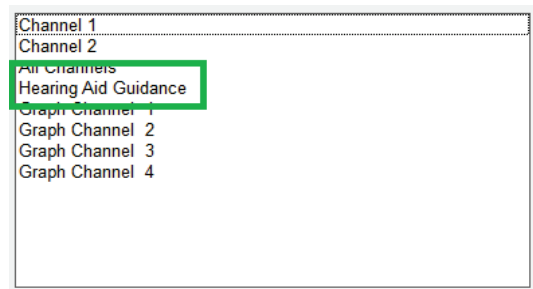 Channel 1
Channel 2
All Channels
Hearing Aid Guidance
Graph Channel 1
Graph Channel 2
Graph Channel 3
Graph Channel 4